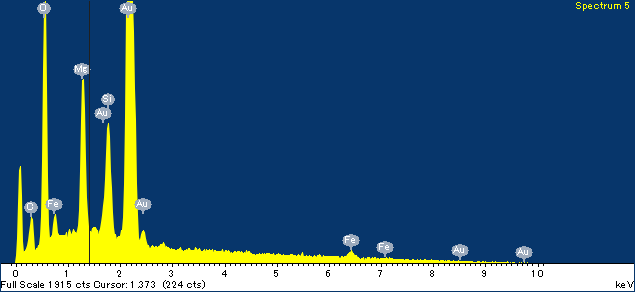 Spectrum 5
O
Au
Mg
Si
Au
O
Fe
Au
Fe
Fe
Au
Au
0 1 2 3 4 5 6 7 8 9 10
Full Scale 1915 cts Cursor: 1.373 (224 cts)
keV